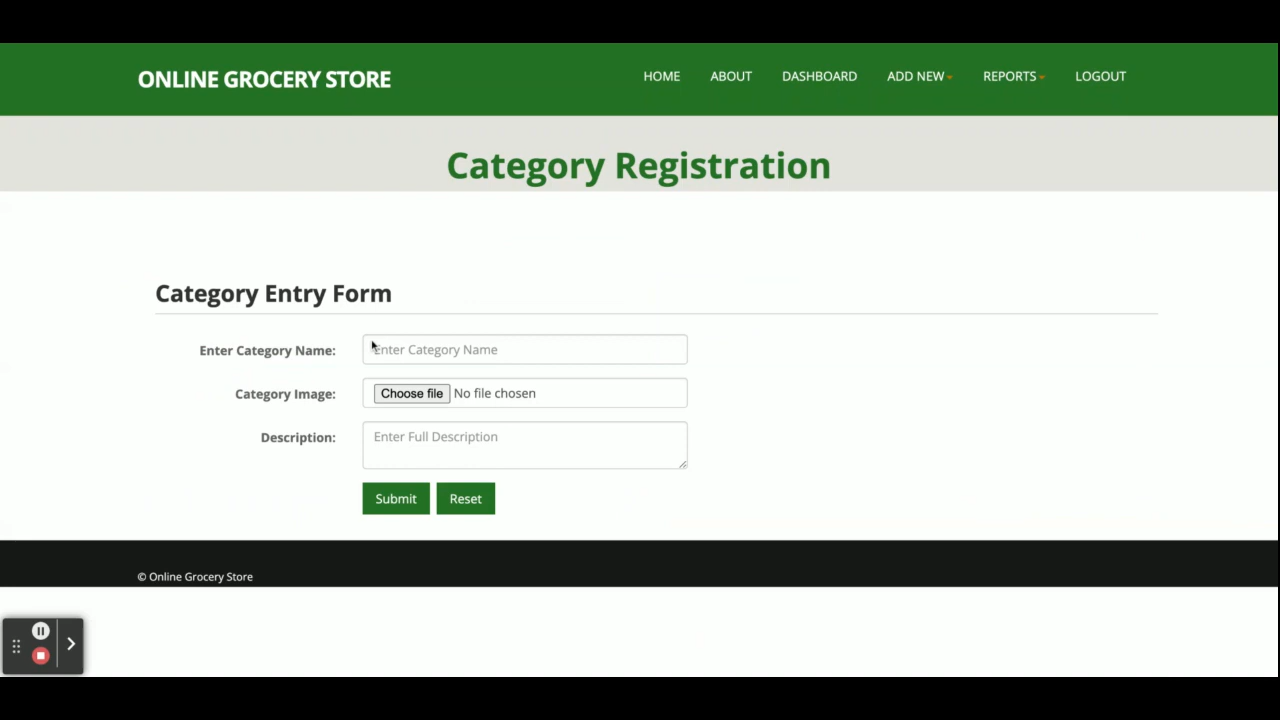 ONLINE GROCERY STORE
HOME ABOUT DASHBOARD ADD NEW REPORTS LOGOUT
Category Registration
Category Entry Form
Enter Category Name: Enter Category Name
Category Image: Choose file No file chosen
Description: Enter Full Description
Submit Reset
© Online Grocery Store